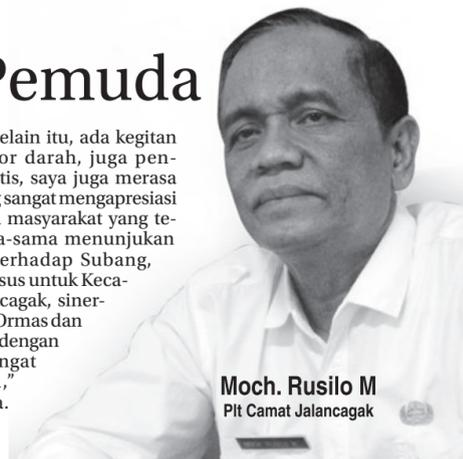 Pemuda
elain itu, ada kegitan
or darah, juga pen-
tis, saya juga merasa
sangat mengapresiasi
masyarakat yang te-
a-sama menunjukan
erhadap Subang,
sus untuk Keca-
cagak, siner-
Ormas dan
dengan
ngat
,”
a.
Moch. Rusilo M
Plt Camat Jalancagak